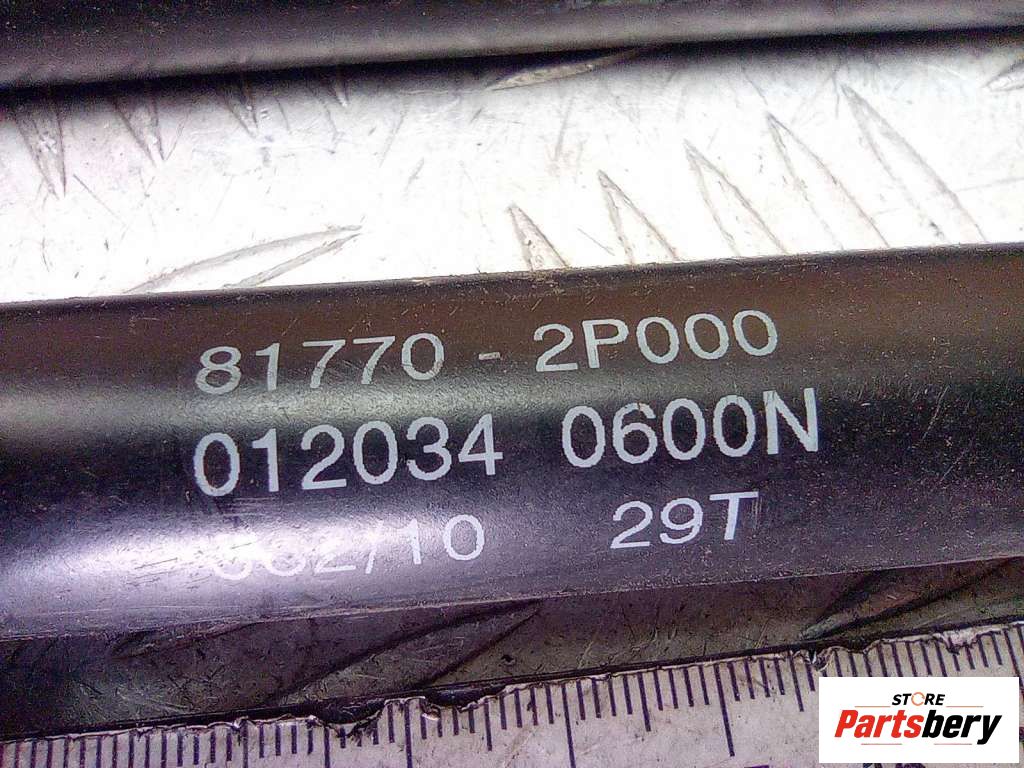 81770 - 2P000
012034 0600N
29T
STORE
Partsbery